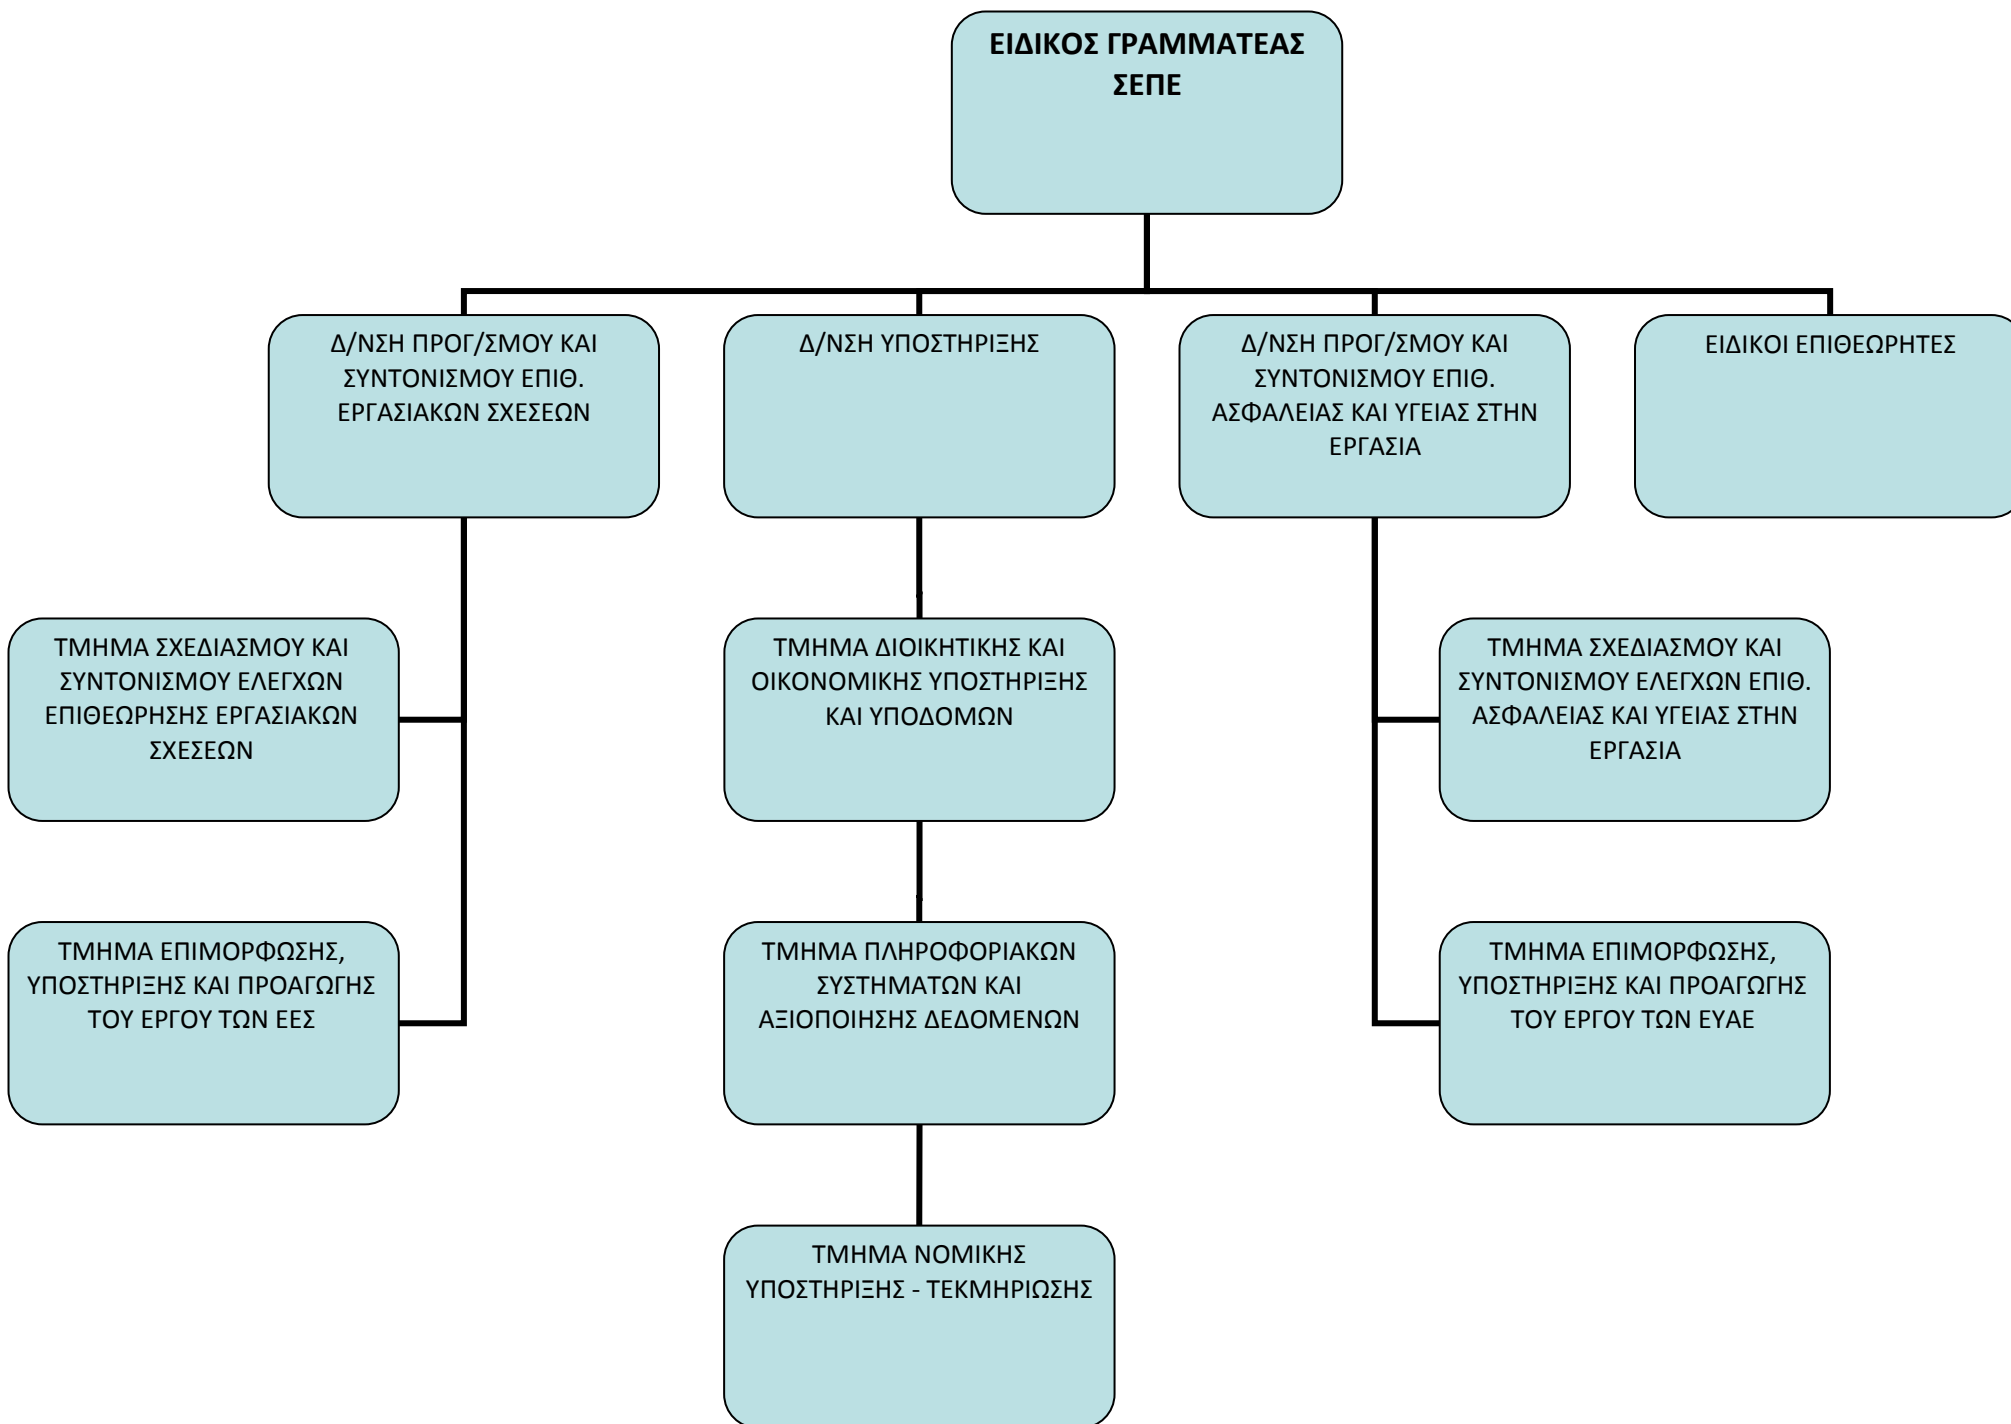 ΕΙΔΙΚΟΣ ΓΡΑΜΜΑΤΕΑΣ
ΣΕΠΕ
Δ/ΝΣΗ ΠΡΟΓ/ΣΜΟΥ ΚΑΙ
ΣΥΝΤΟΝΙΣΜΟΥ ΕΠΙΘ.
ΕΡΓΑΣΙΑΚΩΝ ΣΧΕΣΕΩΝ
Δ/ΝΣΗ ΥΠΟΣΤΗΡΙΞΗΣ
Δ/ΝΣΗ ΠΡΟΓ/ΣΜΟΥ ΚΑΙ
ΣΥΝΤΟΝΙΣΜΟΥ ΕΠΙΘ.
ΑΣΦΑΛΕΙΑΣ ΚΑΙ ΥΓΕΙΑΣ ΣΤΗΝ
ΕΡΓΑΣΙΑ
ΕΙΔΙΚΟΙ ΕΠΙΘΕΩΡΗΤΕΣ
ΤΜΗΜΑ ΣΧΕΔΙΑΣΜΟΥ ΚΑΙ
ΣΥΝΤΟΝΙΣΜΟΥ ΕΛΕΓΧΩΝ
ΕΠΙΘΕΩΡΗΣΗΣ ΕΡΓΑΣΙΑΚΩΝ
ΣΧΕΣΕΩΝ
ΤΜΗΜΑ ΔΙΟΙΚΗΤΙΚΗΣ ΚΑΙ
ΟΙΚΟΝΟΜΙΚΗΣ ΥΠΟΣΤΗΡΙΞΗΣ
ΚΑΙ ΥΠΟΔΟΜΩΝ
ΤΜΗΜΑ ΣΧΕΔΙΑΣΜΟΥ ΚΑΙ
ΣΥΝΤΟΝΙΣΜΟΥ ΕΛΕΓΧΩΝ ΕΠΙΘ.
ΑΣΦΑΛΕΙΑΣ ΚΑΙ ΥΓΕΙΑΣ ΣΤΗΝ
ΕΡΓΑΣΙΑ
ΤΜΗΜΑ ΕΠΙΜΟΡΦΩΣΗΣ,
ΥΠΟΣΤΗΡΙΞΗΣ ΚΑΙ ΠΡΟΑΓΩΓΗΣ
ΤΟΥ ΕΡΓΟΥ ΤΩΝ ΕΕΣ
ΤΜΗΜΑ ΠΛΗΡΟΦΟΡΙΑΚΩΝ
ΣΥΣΤΗΜΑΤΩΝ ΚΑΙ
ΑΞΙΟΠΟΙΗΣΗΣ ΔΕΔΟΜΕΝΩΝ
ΤΜΗΜΑ ΕΠΙΜΟΡΦΩΣΗΣ,
ΥΠΟΣΤΗΡΙΞΗΣ ΚΑΙ ΠΡΟΑΓΩΓΗΣ
ΤΟΥ ΕΡΓΟΥ ΤΩΝ ΕΥΑΕ
ΤΜΗΜΑ ΝΟΜΙΚΗΣ
ΥΠΟΣΤΗΡΙΞΗΣ - ΤΕΚΜΗΡΙΩΣΗΣ